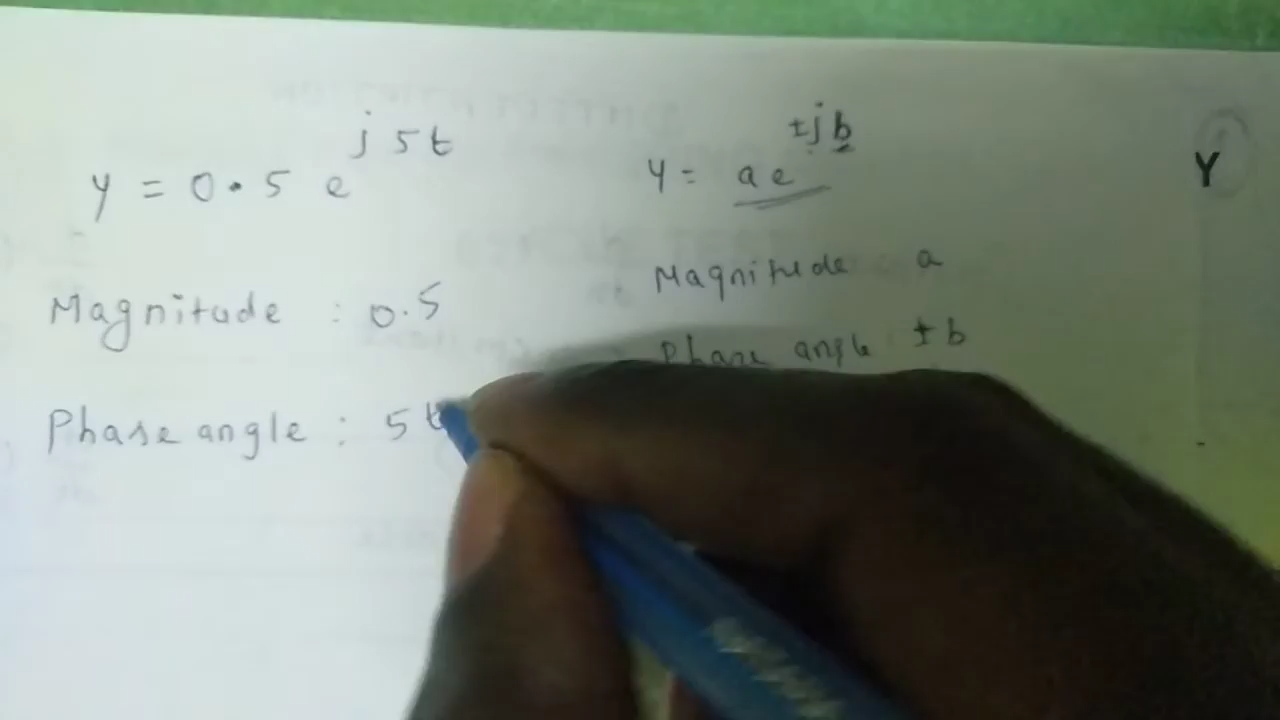 y = 0.5 e^{j5t}
Magnitude : 0.5
Phase angle : 5t
y = ae^{±jb}
Magnitude a
Phase angle ±b
Y